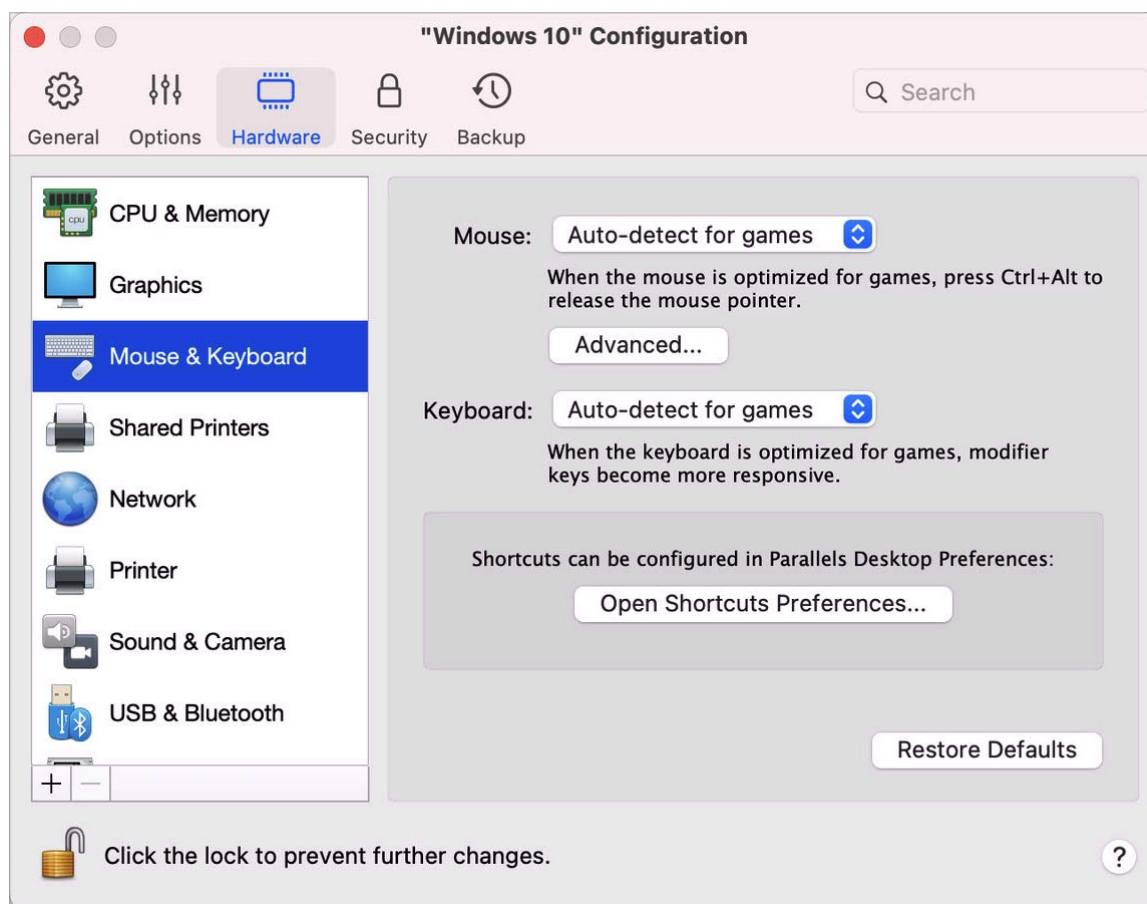 "Windows 10" Configuration
General
Options
Hardware
Security
Backup
Search
CPU & Memory
cpu
Graphics
Mouse & Keyboard
Shared Printers
Network
Printer
Sound & Camera
USB & Bluetooth
Mouse:
Auto-detect for games
When the mouse is optimized for games, press Ctrl+Alt to
release the mouse pointer.
Advanced...
Keyboard:
Auto-detect for games
When the keyboard is optimized for games, modifier
keys become more responsive.
Shortcuts can be configured in Parallels Desktop Preferences:
Open Shortcuts Preferences...
Restore Defaults
Click the lock to prevent further changes.
?